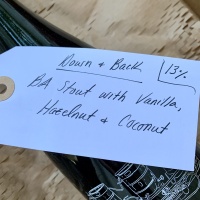 Down & Back 13%
BA Stout with Vanilla,
Hazelnut & Coconut